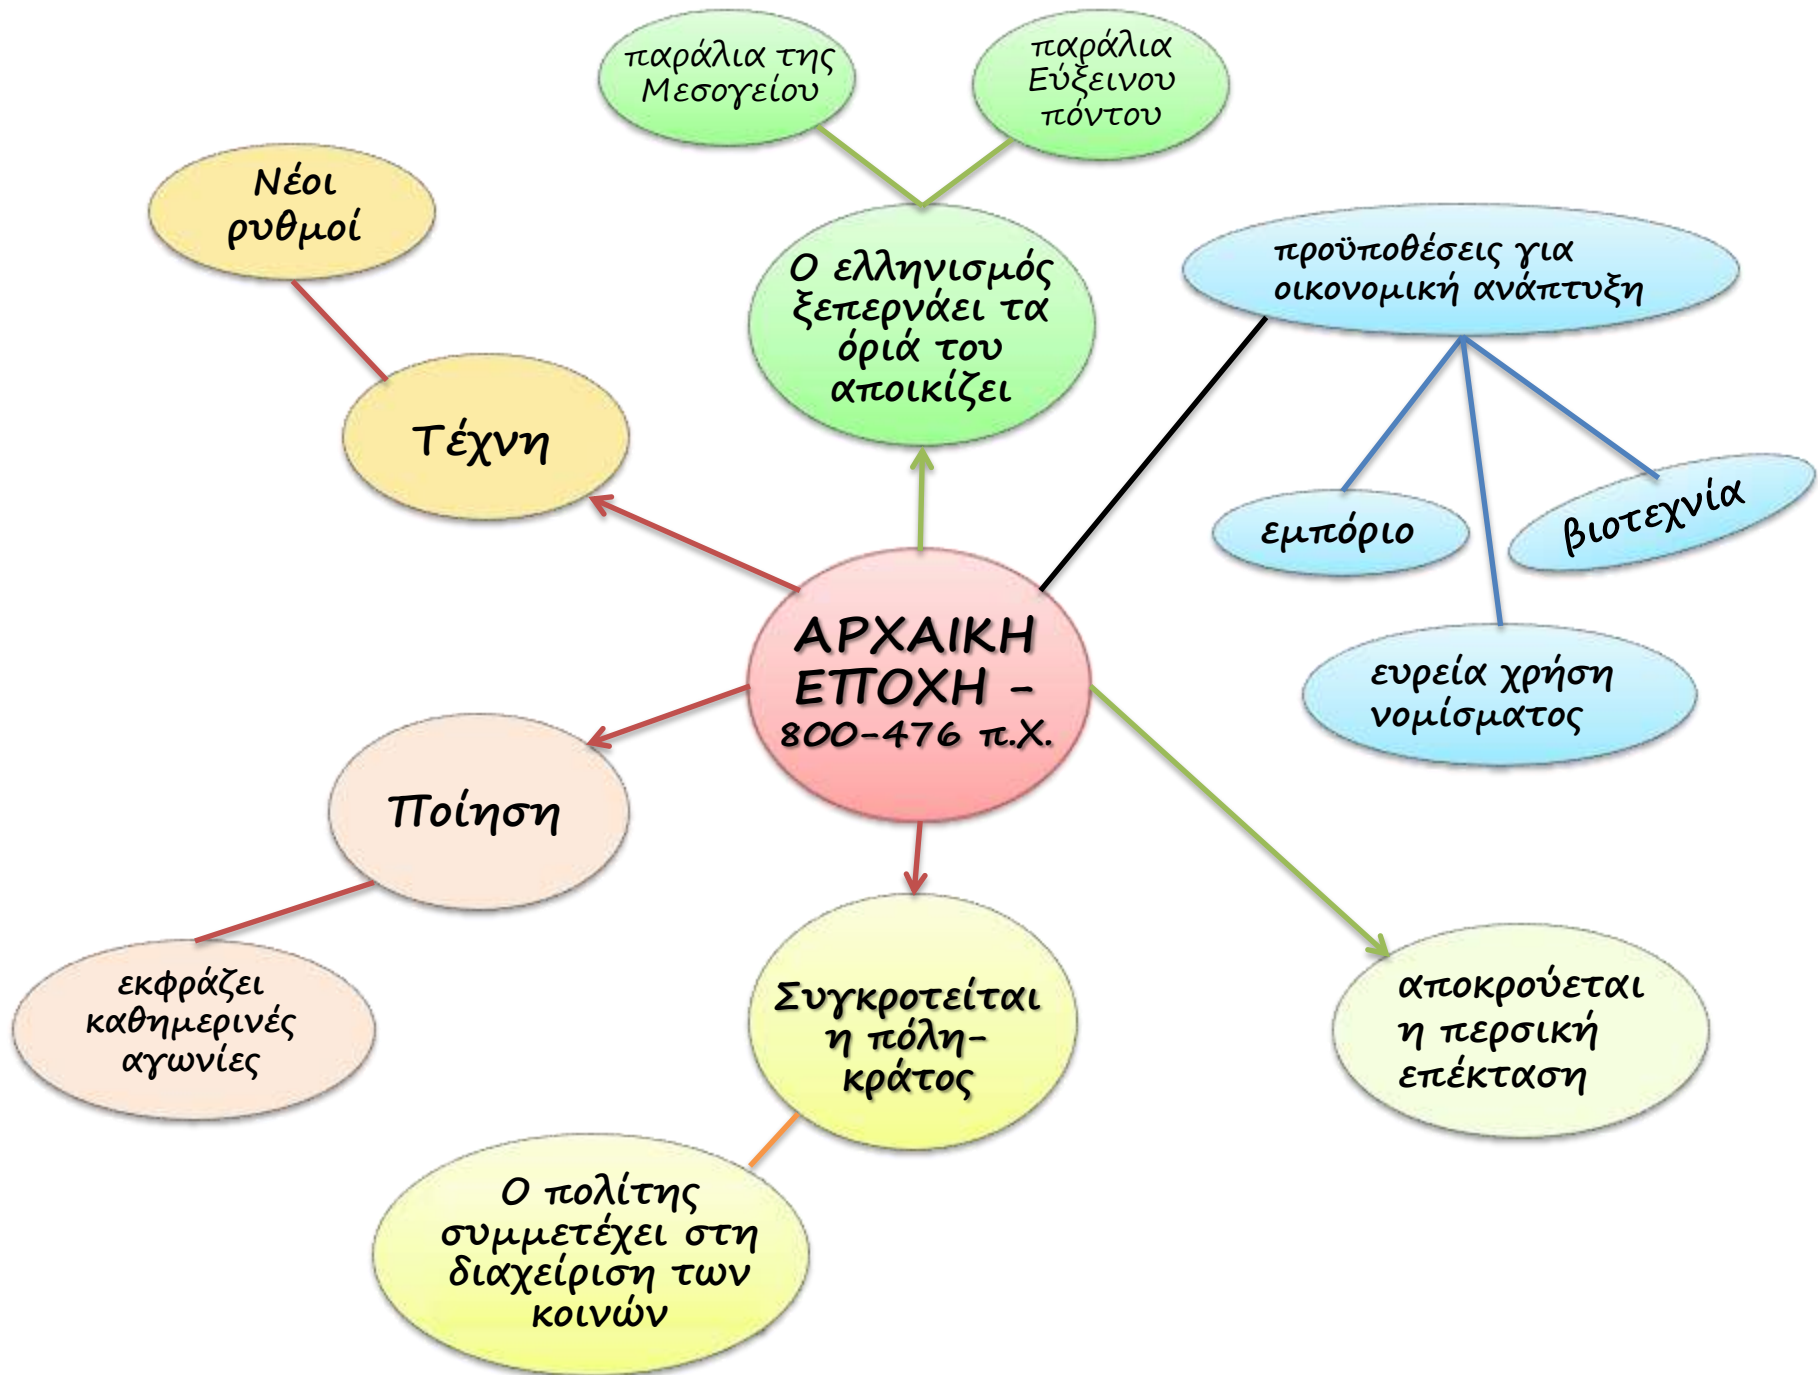 παράλια της
Μεσογείου
παράλια
Εύξεινου
πόντου
Νέοι
ρυθμοί
Ο ελληνισμός
ξεπερνάει τα
όριά του
αποικίζει
προϋποθέσεις για
οικονομική ανάπτυξη
Τέχνη
εμπόριο
βιοτεχνία
ΑΡΧΑΙΚΗ
ΕΠΟΧΗ –
800-476 π.Χ.
ευρεία χρήση
νομίσματος
Ποίηση
εκφράζει
καθημερινές
αγωνίες
Συγκροτείται
η πόλη-
κράτος
αποκρούεται
η περσική
επέκταση
Ο πολίτης
συμμετέχει στη
διαχείριση των
κοινών